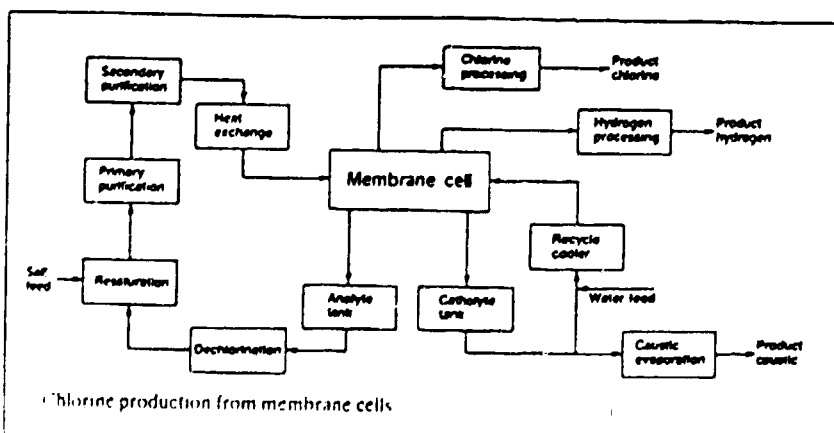 Secondary
purification
Heat
exchange
Primary
purification
Salt
feed
Resaturation
Dechlorination
Chlorine
processing
Product
chlorine
Hydrogen
processing
Product
hydrogen
Membrane cell
Recycle
cooler
Water feed
Anolyte
tank
Catholyte
tank
Caustic
evaporation
Product
caustic
Chlorine production from membrane cells